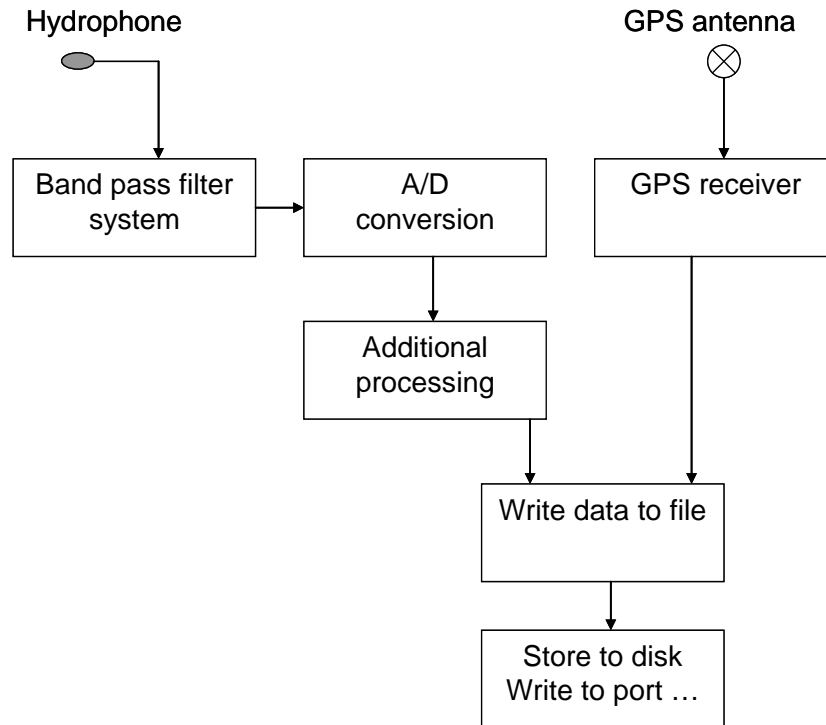 Hydrophone
GPS antenna
Band pass filter
system
A/D
conversion
GPS receiver
Additional
processing
Write data to file
Store to disk
Write to port …